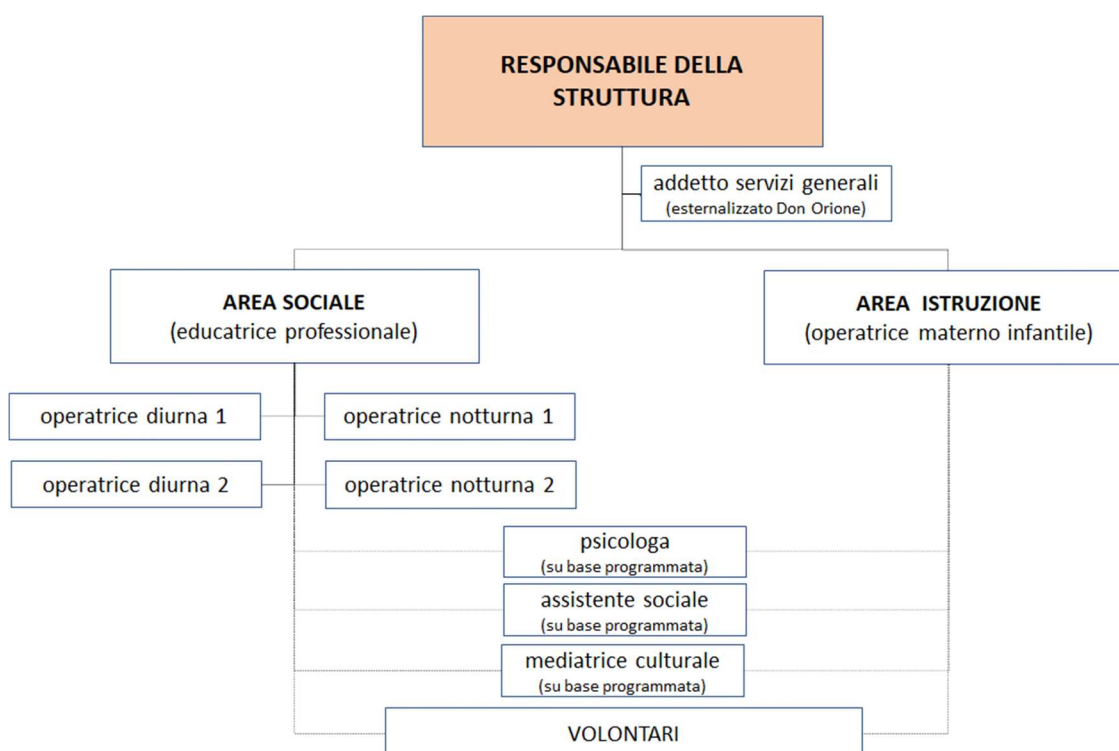 RESPONSABILE DELLA
STRUTTURA
addetto servizi generali
(esternalizzato Don Orione)
AREA SOCIALE
(educatrice professionale)
AREA ISTRUZIONE
(operatrice materno infantile)
operatrice diurna 1
operatrice notturna 1
operatrice diurna 2
operatrice notturna 2
psicologa
(su base programmata)
assistente sociale
(su base programmata)
mediatrice culturale
(su base programmata)
VOLONTARI